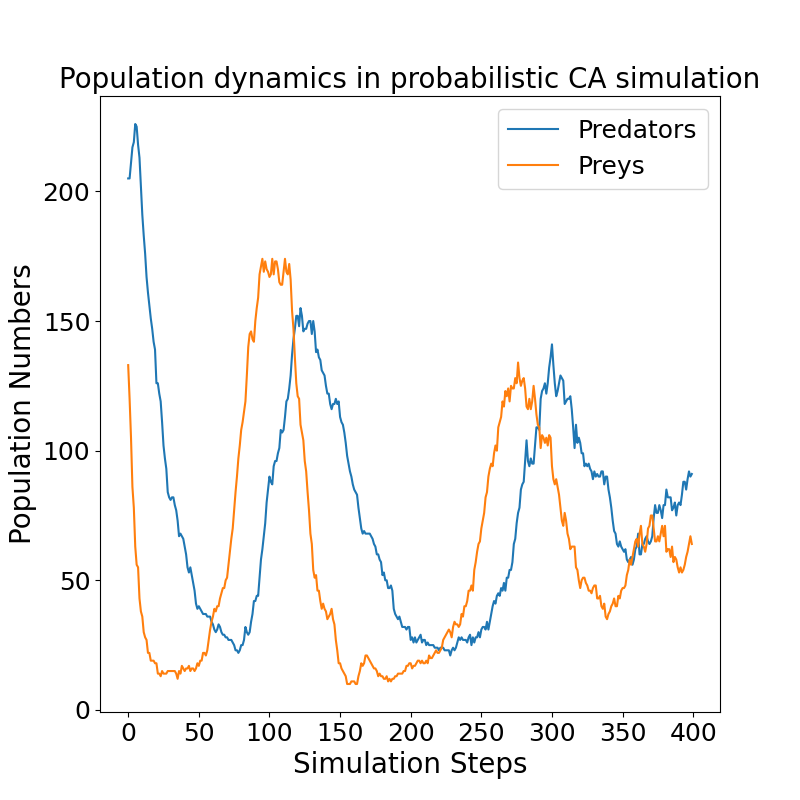 Population dynamics in probabilistic CA simulation
Predators
Preys
Population Numbers
200
150
100
50
0
0 50 100 150 200 250 300 350 400
Simulation Steps